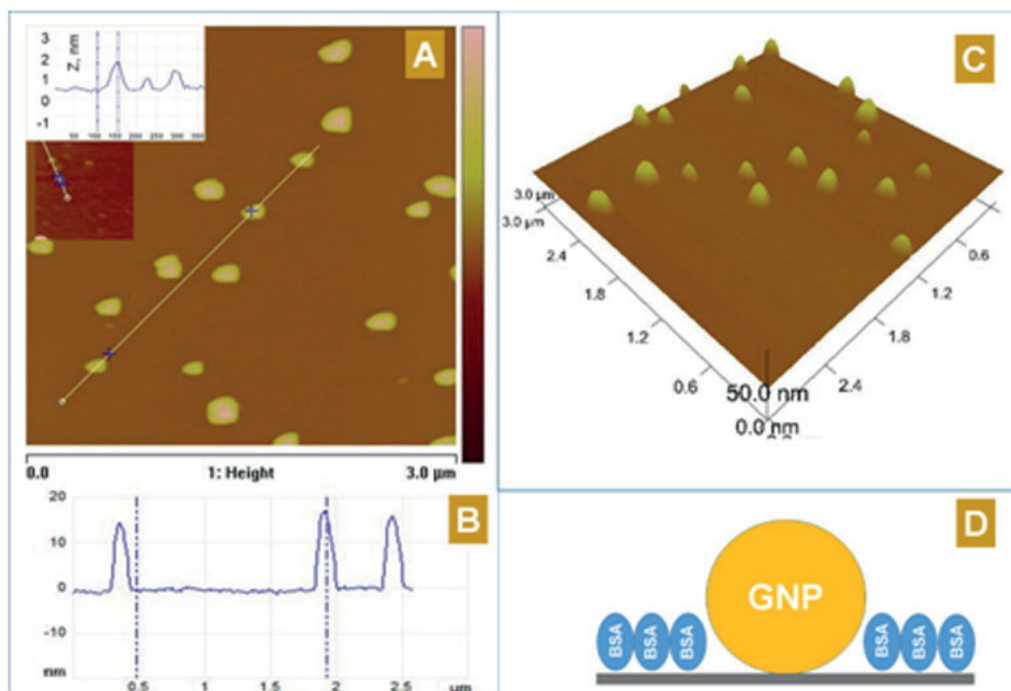 A
3
2
1
0
-1
Z, nm
50 100 150 200 250 300 350
0.0 1: Height 3.0 µm
B
20
10
0
-10
nm
0.5 1 1.5 2 2.5 µm
C
3.0 µm
3.0 µm
2.4
1.8
1.2
0.6
0.6
1.2
1.8
2.4
50.0 nm
0.0 nm
D
GNP
BSA BSA BSA BSA BSA BSA